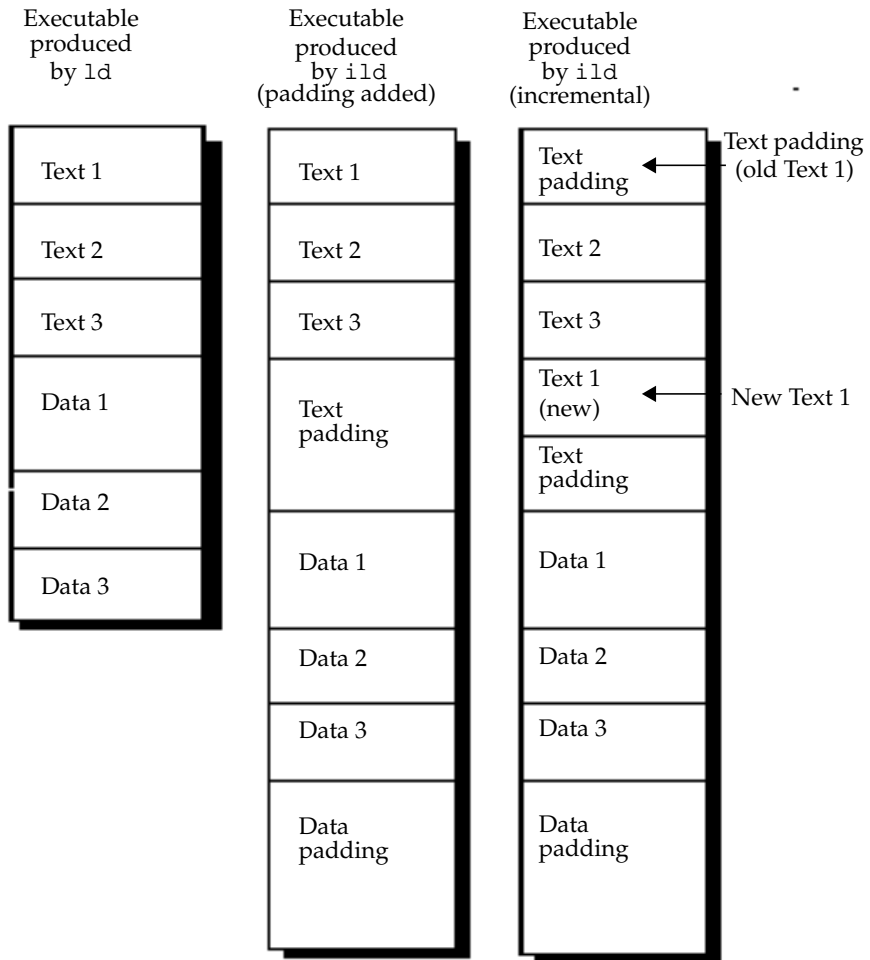 Executable
produced
by ld
Text 1
Text 2
Text 3
Data 1
Data 2
Data 3
Executable
produced
by ild
(padding added)
Text 1
Text 2
Text 3
Text
padding
Data 1
Data 2
Data 3
Data
padding
Executable
produced
by ild
(incremental)
Text
padding
Text 2
Text 3
Text 1
(new)
Text
padding
Data 1
Data 2
Data 3
Data
padding
Text padding
(old Text 1)
New Text 1